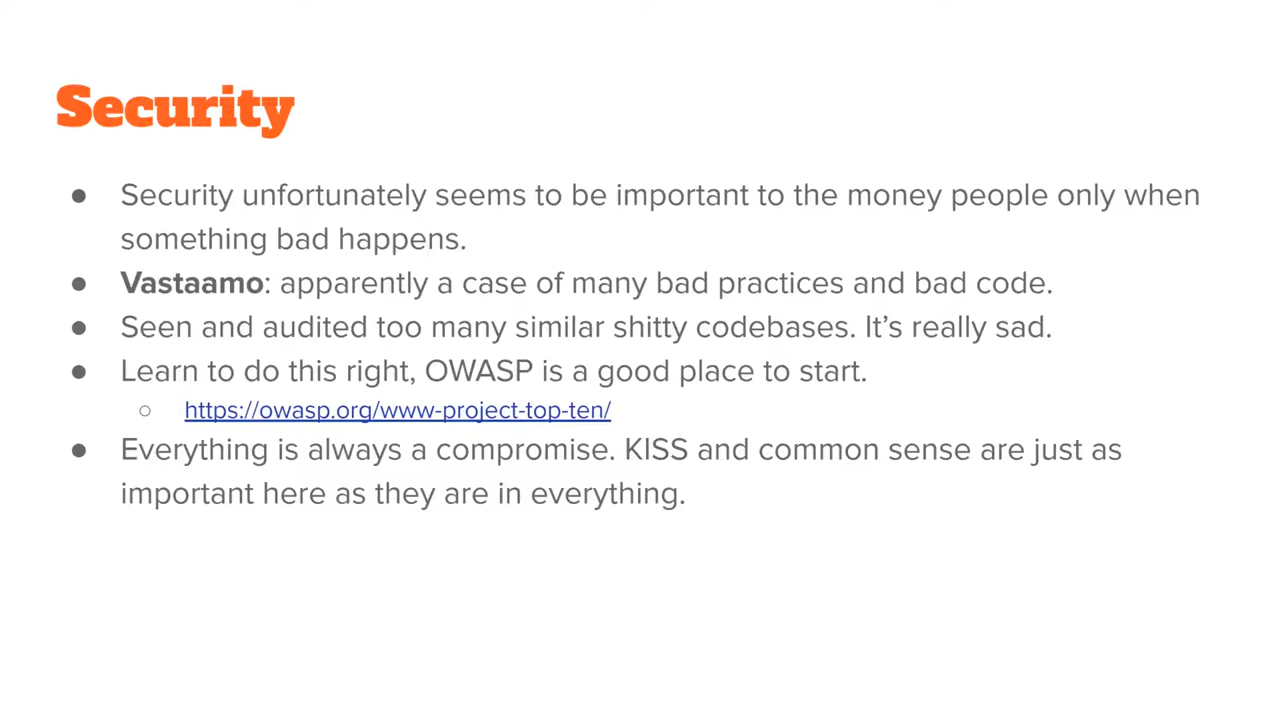 Security
● Security unfortunately seems to be important to the money people only when
something bad happens.
● Vastaamo: apparently a case of many bad practices and bad code.
● Seen and audited too many similar shitty codebases. It’s really sad.
● Learn to do this right, OWASP is a good place to start.
○ https://owasp.org/www-project-top-ten/
● Everything is always a compromise. KISS and common sense are just as
important here as they are in everything.